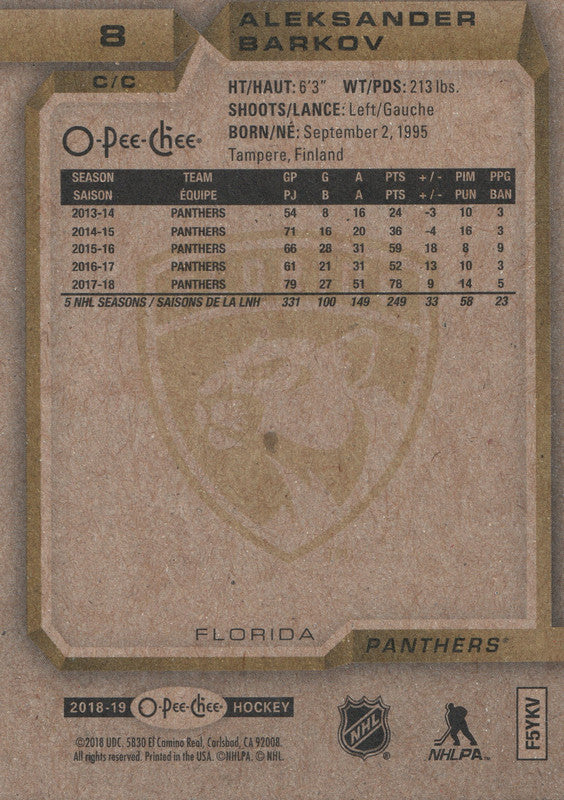 8
ALEKSANDER
BARKOV
C/C
HT/HAUT: 6'3" WT/PDS: 213 lbs.
SHOOTS/LANCE: Left/Gauche
BORN/NÉ: September 2, 1995
Tampere, Finland
O-Pee-Chee®
SEASON TEAM GP G A PTS +/- PIM PPG
SAISON ÉQUIPE PJ B A PTS +/- PUN BAN
2013-14 PANTHERS 54 8 16 24 -3 10 3
2014-15 PANTHERS 71 16 20 36 -4 16 3
2015-16 PANTHERS 66 28 31 59 18 8 9
2016-17 PANTHERS 61 21 31 52 13 10 3
2017-18 PANTHERS 79 27 51 78 9 14 5
5 NHL SEASONS / SAISONS DE LA LNH 331 100 149 249 33 58 23
FLORIDA
PANTHERS®
2018-19 O-Pee-Chee® HOCKEY
©2018 UDC. 5830 El Camino Real, Carlsbad, CA 92008.
All rights reserved. Printed in the USA. ©NHLPA. © NHL.
NHL®
NHLPA™
F5YKV